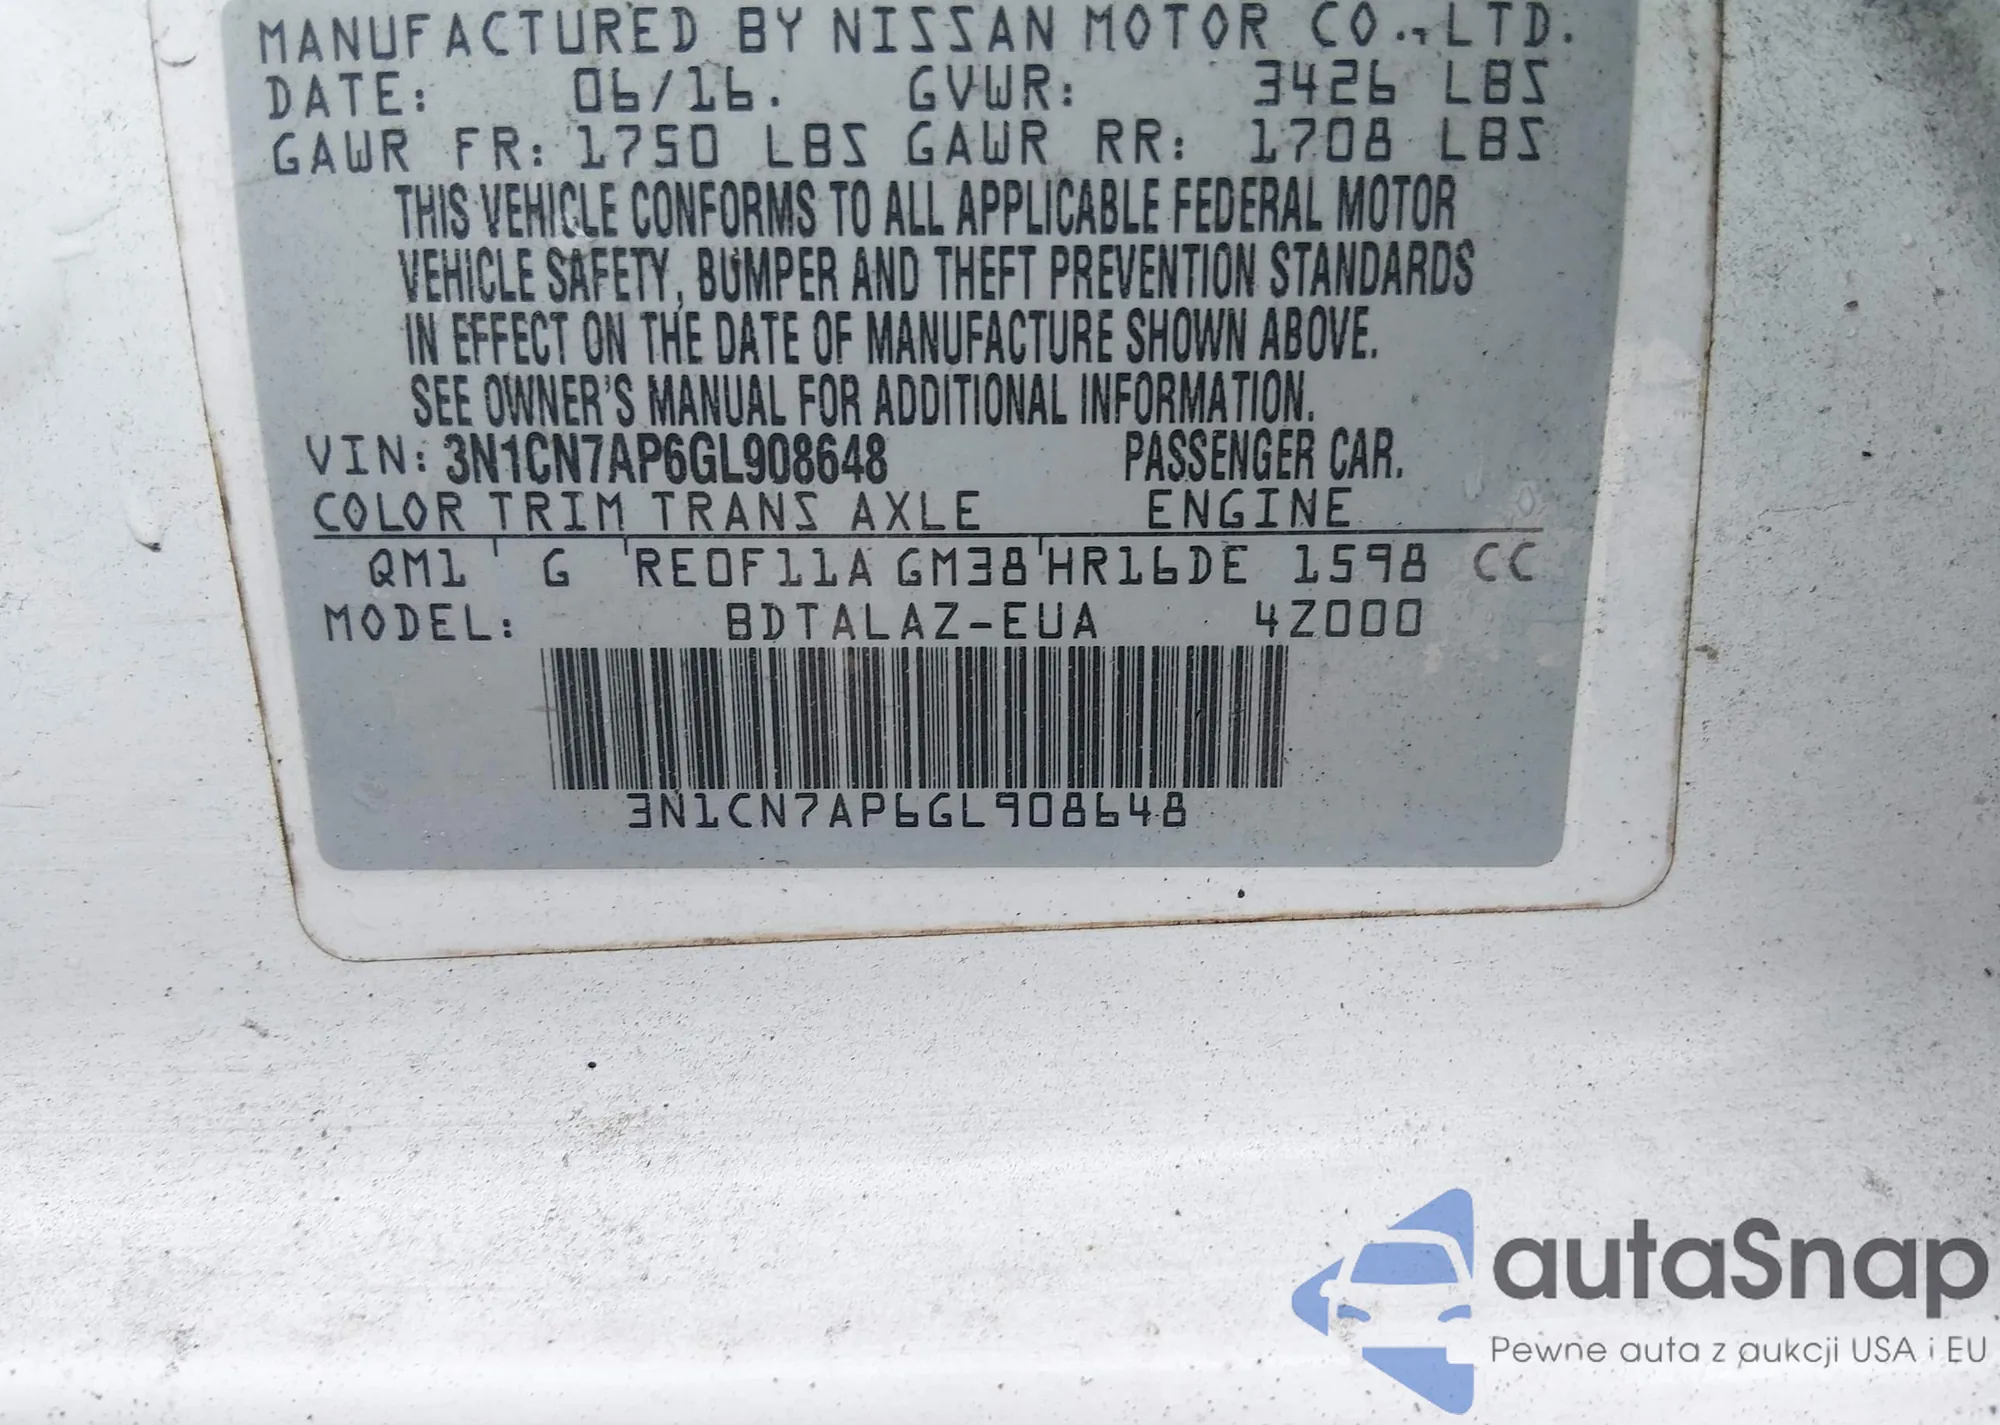 MANUFACTURED BY NISSAN MOTOR CO., LTD.
DATE: 06/16. GVWR: 3426 LBS
GAWR FR: 1750 LBS GAWR RR: 1708 LBS
THIS VEHICLE CONFORMS TO ALL APPLICABLE FEDERAL MOTOR
VEHICLE SAFETY, BUMPER AND THEFT PREVENTION STANDARDS
IN EFFECT ON THE DATE OF MANUFACTURE SHOWN ABOVE.
SEE OWNER'S MANUAL FOR ADDITIONAL INFORMATION.
VIN: 3N1CN7AP6GL908648 PASSENGER CAR.
COLOR TRIM TRANS AXLE ENGINE
QM1 G RE0F11A GM38 HR16DE 1598 CC
MODEL: BDTALAZ-EUA 4Z000
3N1CN7AP6GL908648
autaSnap
Pewne auta z aukcji USA i EU